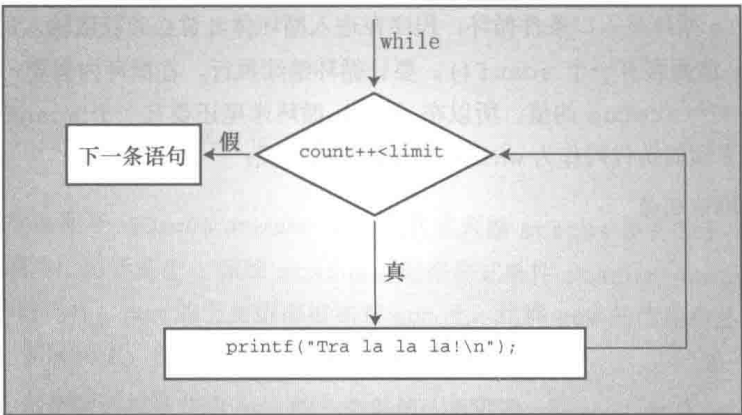 while
count++<limit
假
下一条语句
真
printf("Tra la la la!\n");